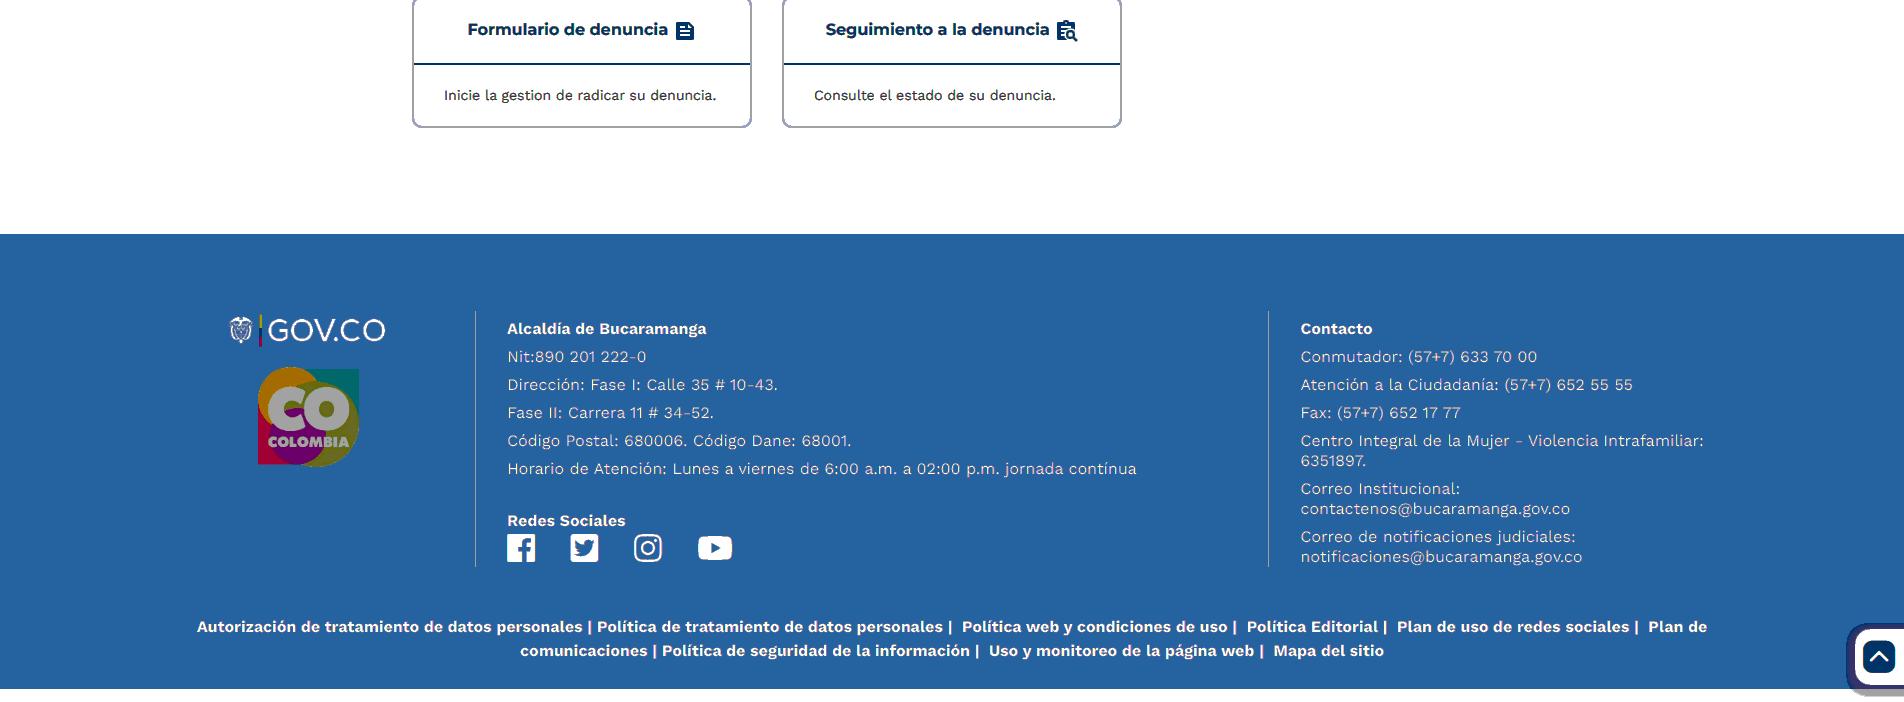 Formulario de denuncia
Inicie la gestion de radicar su denuncia.
Seguimiento a la denuncia
Consulte el estado de su denuncia.
GOV.CO
CO
COLOMBIA
Alcaldía de Bucaramanga
Nit:890 201 222-0
Dirección: Fase I: Calle 35 # 10-43.
Fase II: Carrera 11 # 34-52.
Código Postal: 680006. Código Dane: 68001.
Horario de Atención: Lunes a viernes de 6:00 a.m. a 02:00 p.m. jornada contínua
Redes Sociales
Contacto
Conmutador: (57+7) 633 70 00
Atención a la Ciudadanía: (57+7) 652 55 55
Fax: (57+7) 652 17 77
Centro Integral de la Mujer - Violencia Intrafamiliar:
6351897.
Correo Institucional:
contactenos@bucaramanga.gov.co
Correo de notificaciones judiciales:
notificaciones@bucaramanga.gov.co
Autorización de tratamiento de datos personales | Política de tratamiento de datos personales | Política web y condiciones de uso | Política Editorial | Plan de uso de redes sociales | Plan de
comunicaciones | Política de seguridad de la información | Uso y monitoreo de la página web | Mapa del sitio